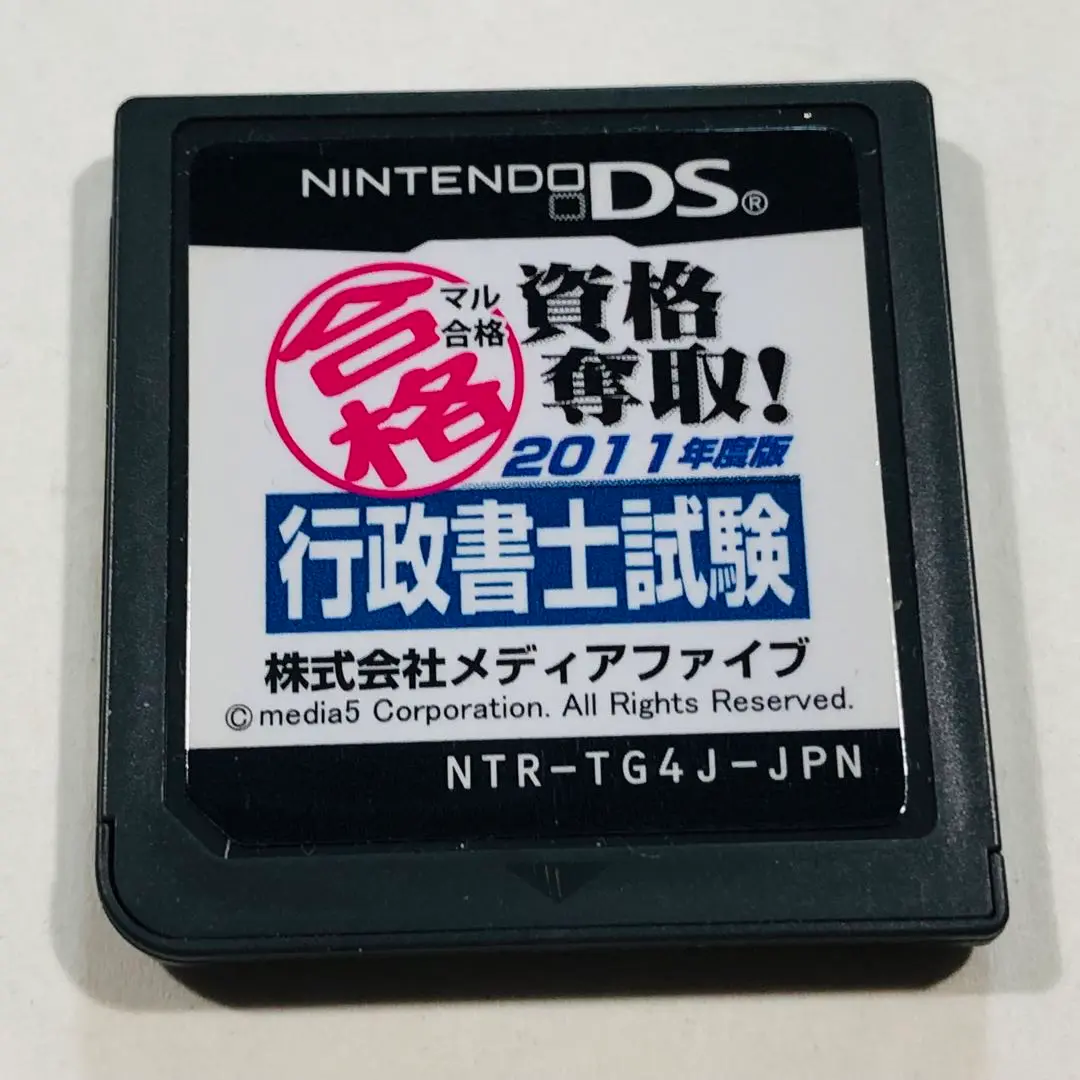 NINTENDO DS®
合格
マル
合格
資格
奪取!
2011年度版
行政書士試験
株式会社メディアファイブ
©media5 Corporation. All Rights Reserved.
NTR-TG4J-JPN